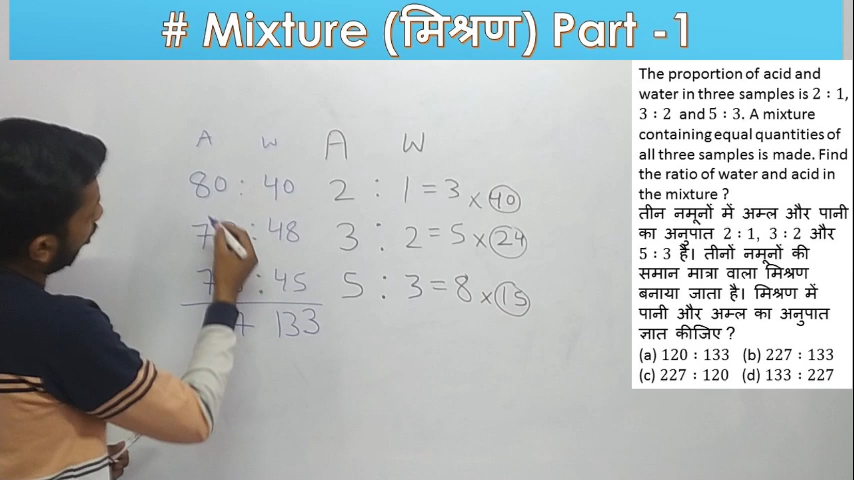 # Mixture (मिश्रण) Part -1
The proportion of acid and
water in three samples is 2 : 1,
3 : 2 and 5 : 3. A mixture
containing equal quantities of
all three samples is made. Find
the ratio of water and acid in
the mixture ?
तीन नमूनों में अम्ल और पानी
का अनुपात 2 : 1, 3 : 2 और
5 : 3 है। तीनों नमूनों की
समान मात्रा वाला मिश्रण
बनाया जाता है। मिश्रण में
पानी और अम्ल का अनुपात
ज्ञात कीजिए ?
(a) 120 : 133 (b) 227 : 133
(c) 227 : 120 (d) 133 : 227
A W A W
80 : 40 2 : 1 = 3 × 40
: 48 3 : 2 = 5 × 24
: 45 5 : 3 = 8 × 15
133